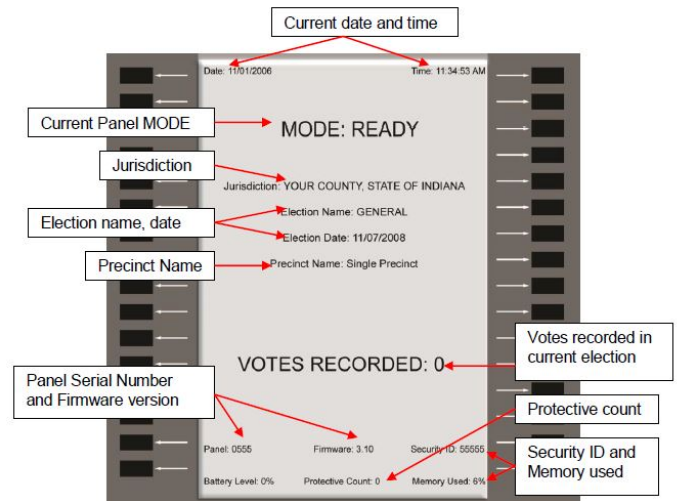 Current date and time
Date: 11/01/2006 Time: 11:34:53 AM
Current Panel MODE
MODE: READY
Jurisdiction
Jurisdiction: YOUR COUNTY, STATE OF INDIANA
Election name, date
Election Name: GENERAL
Election Date: 11/07/2008
Precinct Name
Precinct Name: Single Precinct
Votes recorded in
current election
VOTES RECORDED: 0
Panel Serial Number
and Firmware version
Protective count
Security ID and
Memory used
Panel: 0555 Firmware: 3.10 Security ID: 55555
Battery Level: 0% Protective Count: 0 Memory Used: 6%